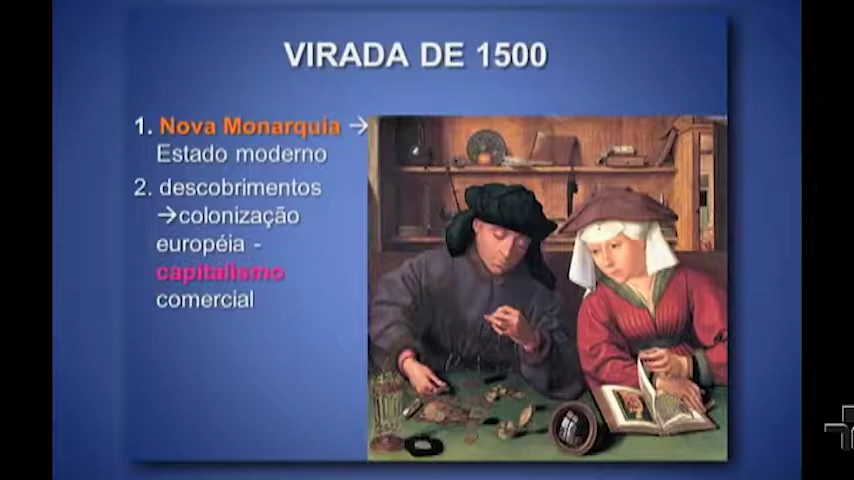 VIRADA DE 1500
1. Nova Monarquia →
Estado moderno
2. descobrimentos
→colonização
européia -
capitalismo
comercial